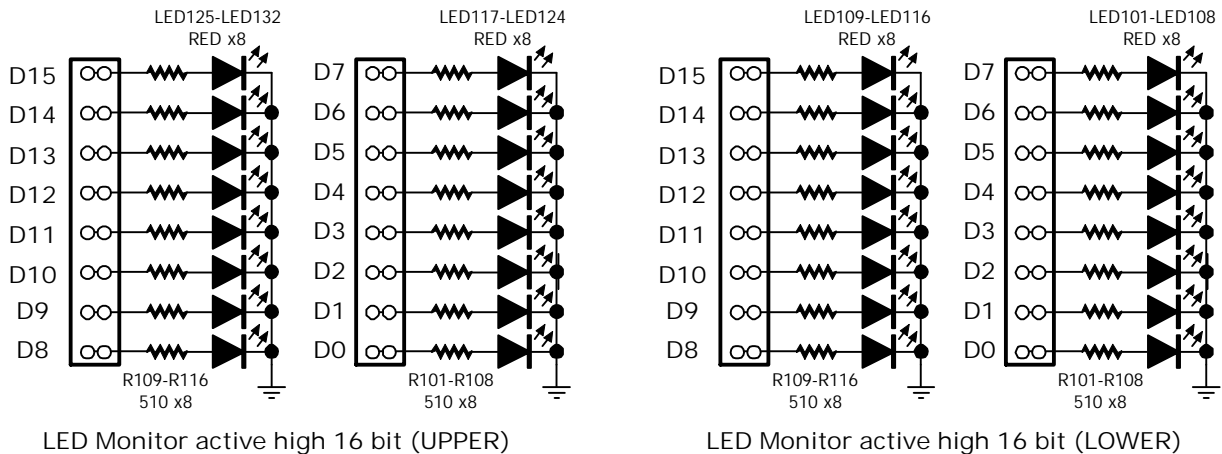 LED125-LED132
RED x8
D15
D14
D13
D12
D11
D10
D9
D8
R109-R116
510 x8
LED117-LED124
RED x8
D7
D6
D5
D4
D3
D2
D1
D0
R101-R108
510 x8
LED Monitor active high 16 bit (UPPER)
LED109-LED116
RED x8
D15
D14
D13
D12
D11
D10
D9
D8
R109-R116
510 x8
LED101-LED108
RED x8
D7
D6
D5
D4
D3
D2
D1
D0
R101-R108
510 x8
LED Monitor active high 16 bit (LOWER)